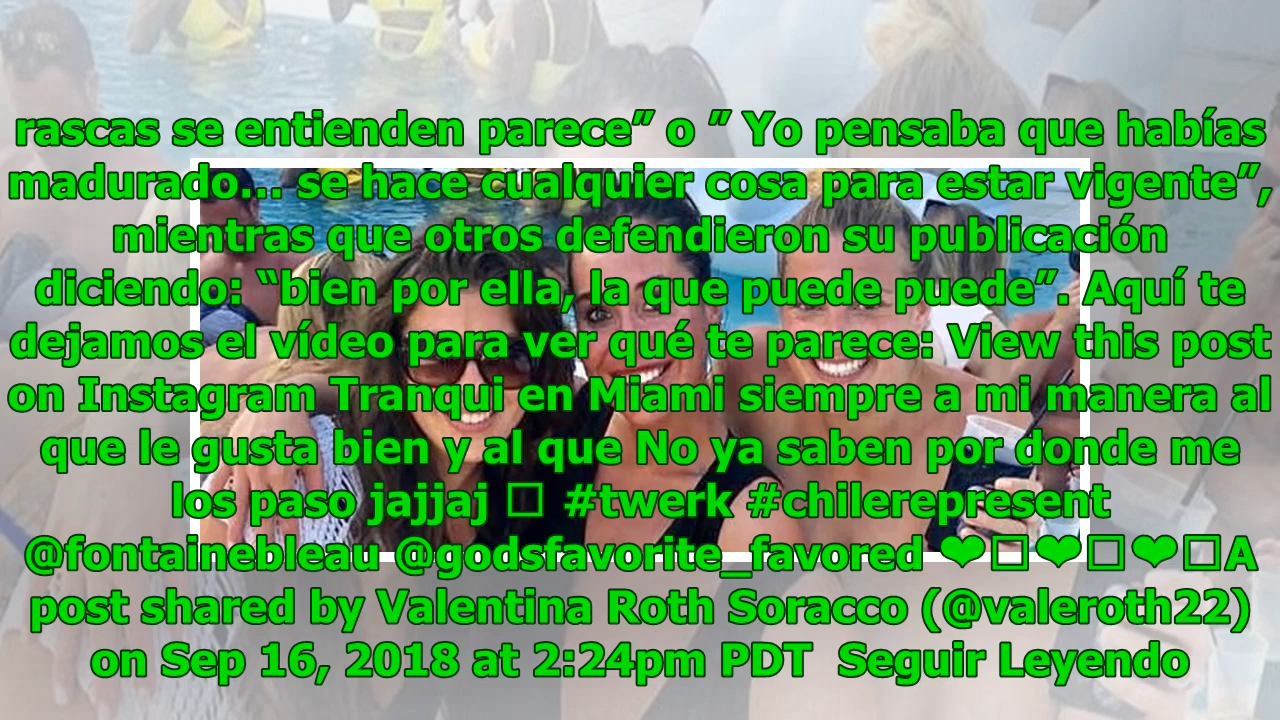 rascas se entienden parece” o ” Yo pensaba que habías
madurado... se hace cualquier cosa para estar vigente”,
mientras que otros defendieron su publicación
diciendo: “bien por ella, la que puede puede”. Aquí te
dejamos el vídeo para ver qué te parece: View this post
on Instagram Tranqui en Miami siempre a mi manera al
que le gusta bien y al que No ya saben por donde me
los paso jajjaj □ #twerk #chilerepresent
@fontainebleau @godsfavorite_favored ❤□❤□❤□A
post shared by Valentina Roth Soracco (@valeroth22)
on Sep 16, 2018 at 2:24pm PDT Seguir Leyendo